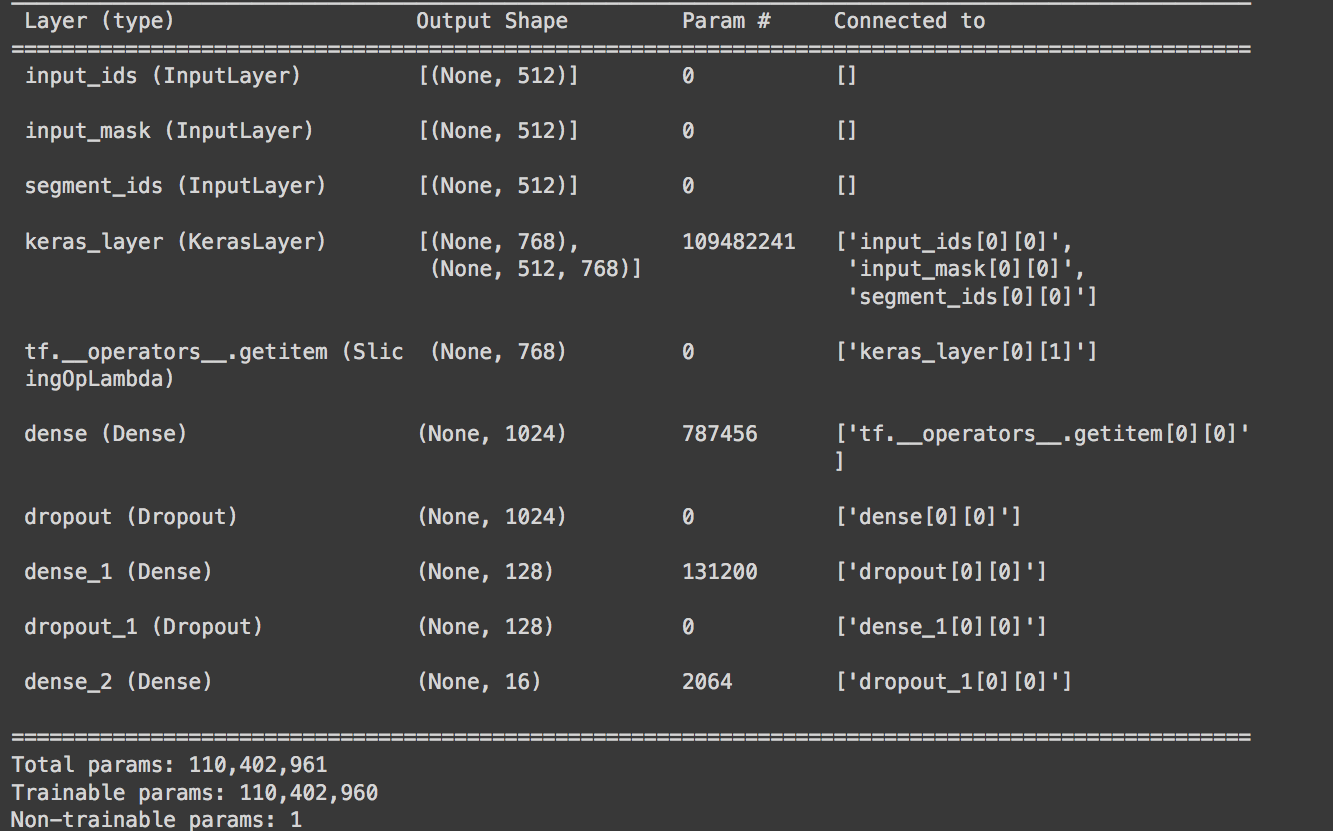 Layer (type) Output Shape Param # Connected to
==================================================================================================
input_ids (InputLayer) [(None, 512)] 0 []
input_mask (InputLayer) [(None, 512)] 0 []
segment_ids (InputLayer) [(None, 512)] 0 []
keras_layer (KerasLayer) [(None, 768), 109482241 ['input_ids[0][0]',
(None, 512, 768)] 'input_mask[0][0]',
'segment_ids[0][0]']
tf.__operators__.getitem (Slic (None, 768) 0 ['keras_layer[0][1]']
ingOpLambda)
dense (Dense) (None, 1024) 787456 ['tf.__operators__.getitem[0][0]'
]
dropout (Dropout) (None, 1024) 0 ['dense[0][0]']
dense_1 (Dense) (None, 128) 131200 ['dropout[0][0]']
dropout_1 (Dropout) (None, 128) 0 ['dense_1[0][0]']
dense_2 (Dense) (None, 16) 2064 ['dropout_1[0][0]']
==================================================================================================
Total params: 110,402,961
Trainable params: 110,402,960
Non-trainable params: 1